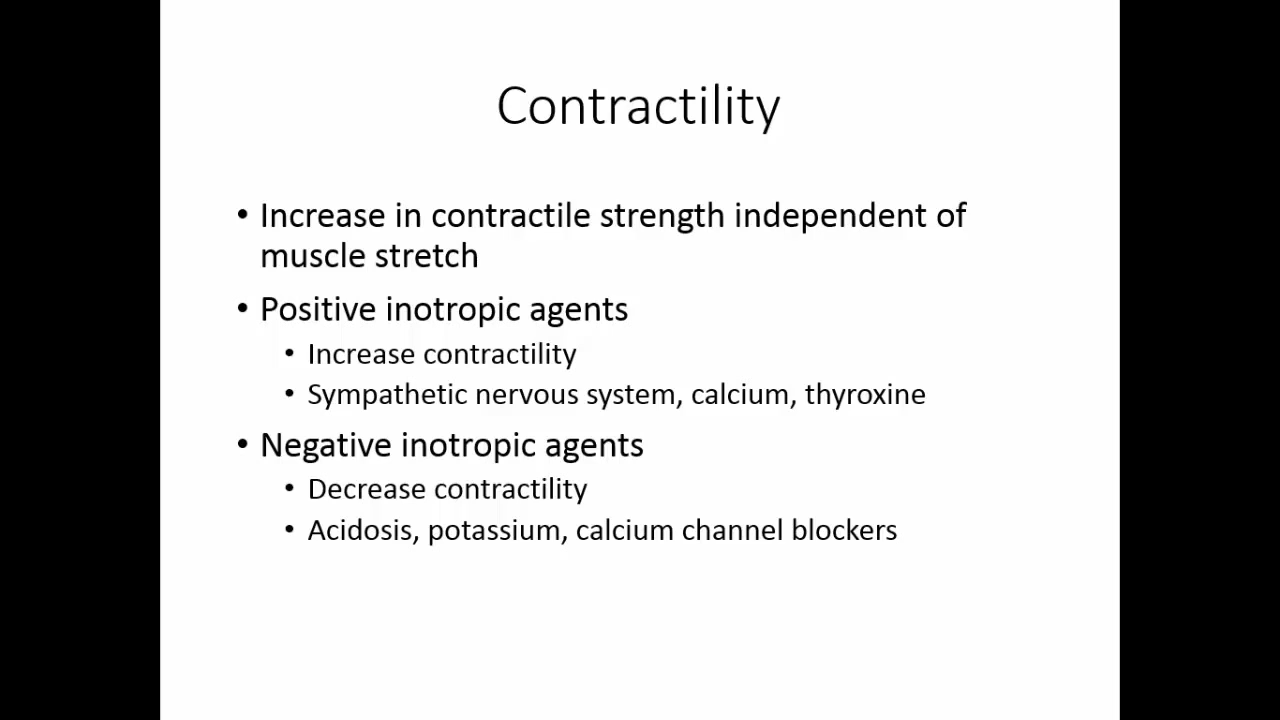 Contractility
• Increase in contractile strength independent of
muscle stretch
• Positive inotropic agents
• Increase contractility
• Sympathetic nervous system, calcium, thyroxine
• Negative inotropic agents
• Decrease contractility
• Acidosis, potassium, calcium channel blockers